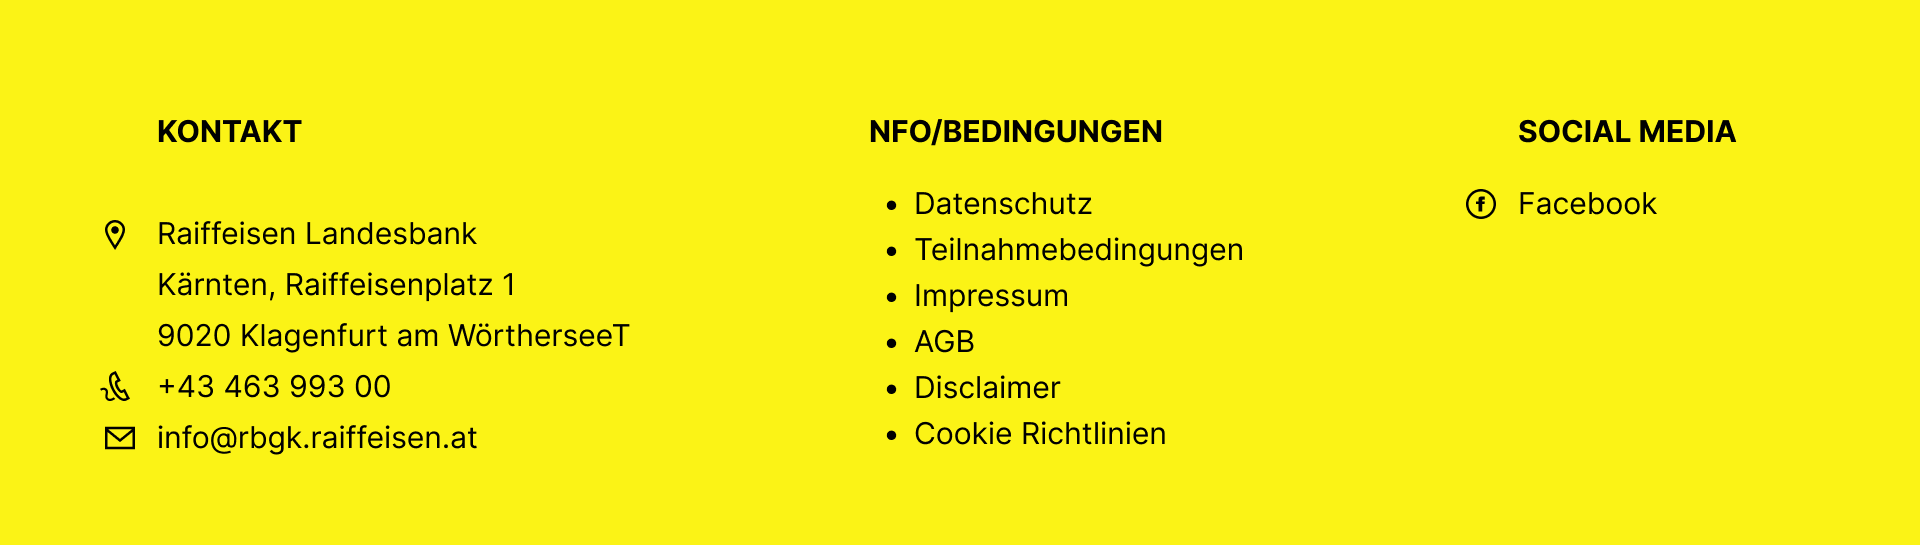 KONTAKT
Raiffeisen Landesbank
Kärnten, Raiffeisenplatz 1
9020 Klagenfurt am WörtherseeT
+43 463 993 00
info@rbgk.raiffeisen.at
NFO/BEDINGUNGEN
Datenschutz
Teilnahmebedingungen
Impressum
AGB
Disclaimer
Cookie Richtlinien
SOCIAL MEDIA
Facebook